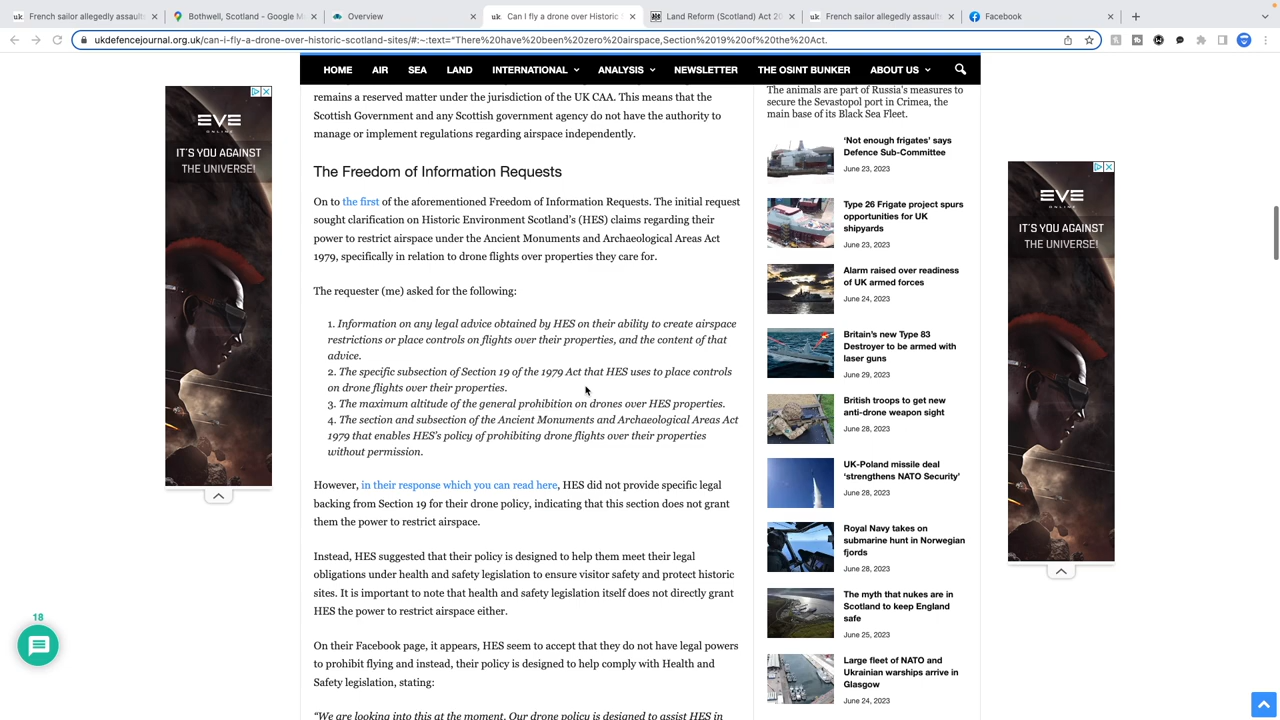 French sailor allegedly assault
Bothwell, Scotland - Google M
Overview
Can I fly a drone over Historic
Land Reform (Scotland) Act 20
French sailor allegedly assault
Facebook
ukdefencejournal.org.uk/can-i-fly-a-drone-over-historic-scotland-sites/#:~:text="There%20have%20been%20zero%20airspace,Section%2019%20of%20the%20Act.
HOME AIR SEA LAND INTERNATIONAL ANALYSIS NEWSLETTER THE OSINT BUNKER ABOUT US
EVE
ONLINE
IT'S YOU AGAINST
THE UNIVERSE!
remains a reserved matter under the jurisdiction of the UK CAA. This means that the
Scottish Government and any Scottish government agency do not have the authority to
manage or implement regulations regarding airspace independently.
The Freedom of Information Requests
On to the first of the aforementioned Freedom of Information Requests. The initial request
sought clarification on Historic Environment Scotland's (HES) claims regarding their
power to restrict airspace under the Ancient Monuments and Archaeological Areas Act
1979, specifically in relation to drone flights over properties they care for.
The requester (me) asked for the following:
1. Information on any legal advice obtained by HES on their ability to create airspace
restrictions or place controls on flights over their properties, and the content of that
advice.
2. The specific subsection of Section 19 of the 1979 Act that HES uses to place controls
on drone flights over their properties.
3. The maximum altitude of the general prohibition on drones over HES properties.
4. The section and subsection of the Ancient Monuments and Archaeological Areas Act
1979 that enables HES's policy of prohibiting drone flights over their properties
without permission.
However, in their response which you can read here, HES did not provide specific legal
backing from Section 19 for their drone policy, indicating that this section does not grant
them the power to restrict airspace.
Instead, HES suggested that their policy is designed to help them meet their legal
obligations under health and safety legislation to ensure visitor safety and protect historic
sites. It is important to note that health and safety legislation itself does not directly grant
HES the power to restrict airspace either.
On their Facebook page, it appears, HES seem to accept that they do not have legal powers
to prohibit flying and instead, their policy is designed to help comply with Health and
Safety legislation, stating:
"We are looking into this at the moment. Our drone policy is designed to assist HES in
The animals are part of Russia's measures to
secure the Sevastopol port in Crimea, the
main base of its Black Sea Fleet.
'Not enough frigates' says
Defence Sub-Committee
June 23, 2023
Type 26 Frigate project spurs
opportunities for UK
shipyards
June 23, 2023
Alarm raised over readiness
of UK armed forces
June 24, 2023
Britain's new Type 83
Destroyer to be armed with
laser guns
June 29, 2023
British troops to get new
anti-drone weapon sight
June 28, 2023
UK-Poland missile deal
'strengthens NATO Security'
June 28, 2023
Royal Navy takes on
submarine hunt in Norwegian
fjords
June 28, 2023
The myth that nukes are in
Scotland to keep England
safe
June 25, 2023
Large fleet of NATO and
Ukrainian warships arrive in
Glasgow
June 24, 2023
EVE
ONLINE
IT'S YOU AGAINST
THE UNIVERSE!
18